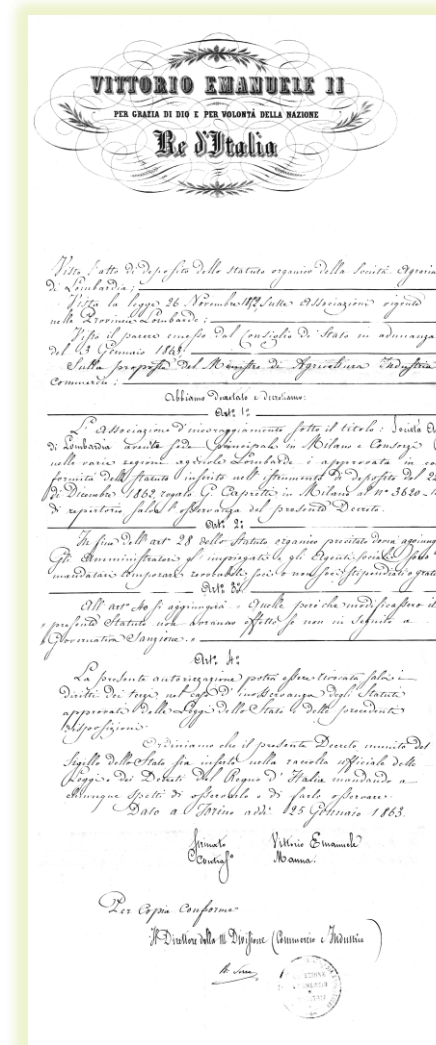 VITTORIO EMANUELE II
PER GRAZIA DI DIO E PER VOLONTÀ DELLA NAZIONE
Re d'Italia
Visto l'atto di deposito dello statuto organico della Società Agraria
di Lombardia;
Vista la legge 26 Novembre 1852 sulle Associazioni vigente
nelle Provincie Lombarde;
Visto il parere emesso dal Consiglio di Stato in adunanza
del 13 Gennaio 1863;
Sulla proposta del Ministro di Agricoltura Industria
Commercio;
Abbiamo decretato e decretiamo:
Art: 1:
L'Associazione d'incoraggiamento sotto il titolo: Società
di Lombardia avente sede principale in Milano e Consorzi
nelle varie regioni agricole Lombarde è approvata in
formità dello Statuto inserito nell'istrumento di deposito del
di Dicembre 1862 rogato G. Capretti in Milano al n° 3620
di repertorio salva l'osservanza del presente Decreto.
Art: 2:
In fine dell'art: 28 dello Statuto organico precitato dovrà
Gli Amministratori gl'impiegati e gli Agenti sociali sono
mandatari temporari revocabili soci o non soci stipendiati o
Art: 3:
All'art: 40 si aggiungerà "Quelle però che modificassero il
"presente Statuto non avranno effetto se non in seguito a
"Governativa Sanzione."
Art: 4:
La presente autorizzazione potrà essere revocata salvi i
diritti dei terzi nel caso d'inosservanza degli Statuti
approvati delle Leggi dello Stato e delle precedenti
disposizioni
Ordiniamo che il presente Decreto munito del
Sigillo dello Stato sia inserto nella raccolta ufficiale delle
Leggi e dei Decreti del Regno d'Italia mandando a
chiunque spetti di osservarlo e di farlo osservare.
Dato a Torino addì 25 Gennaio 1863.
Firmato Vittorio Emanuele
Manna.
Per Copia Conforme
Il Direttore della III Divisione (Commercio e Industria)